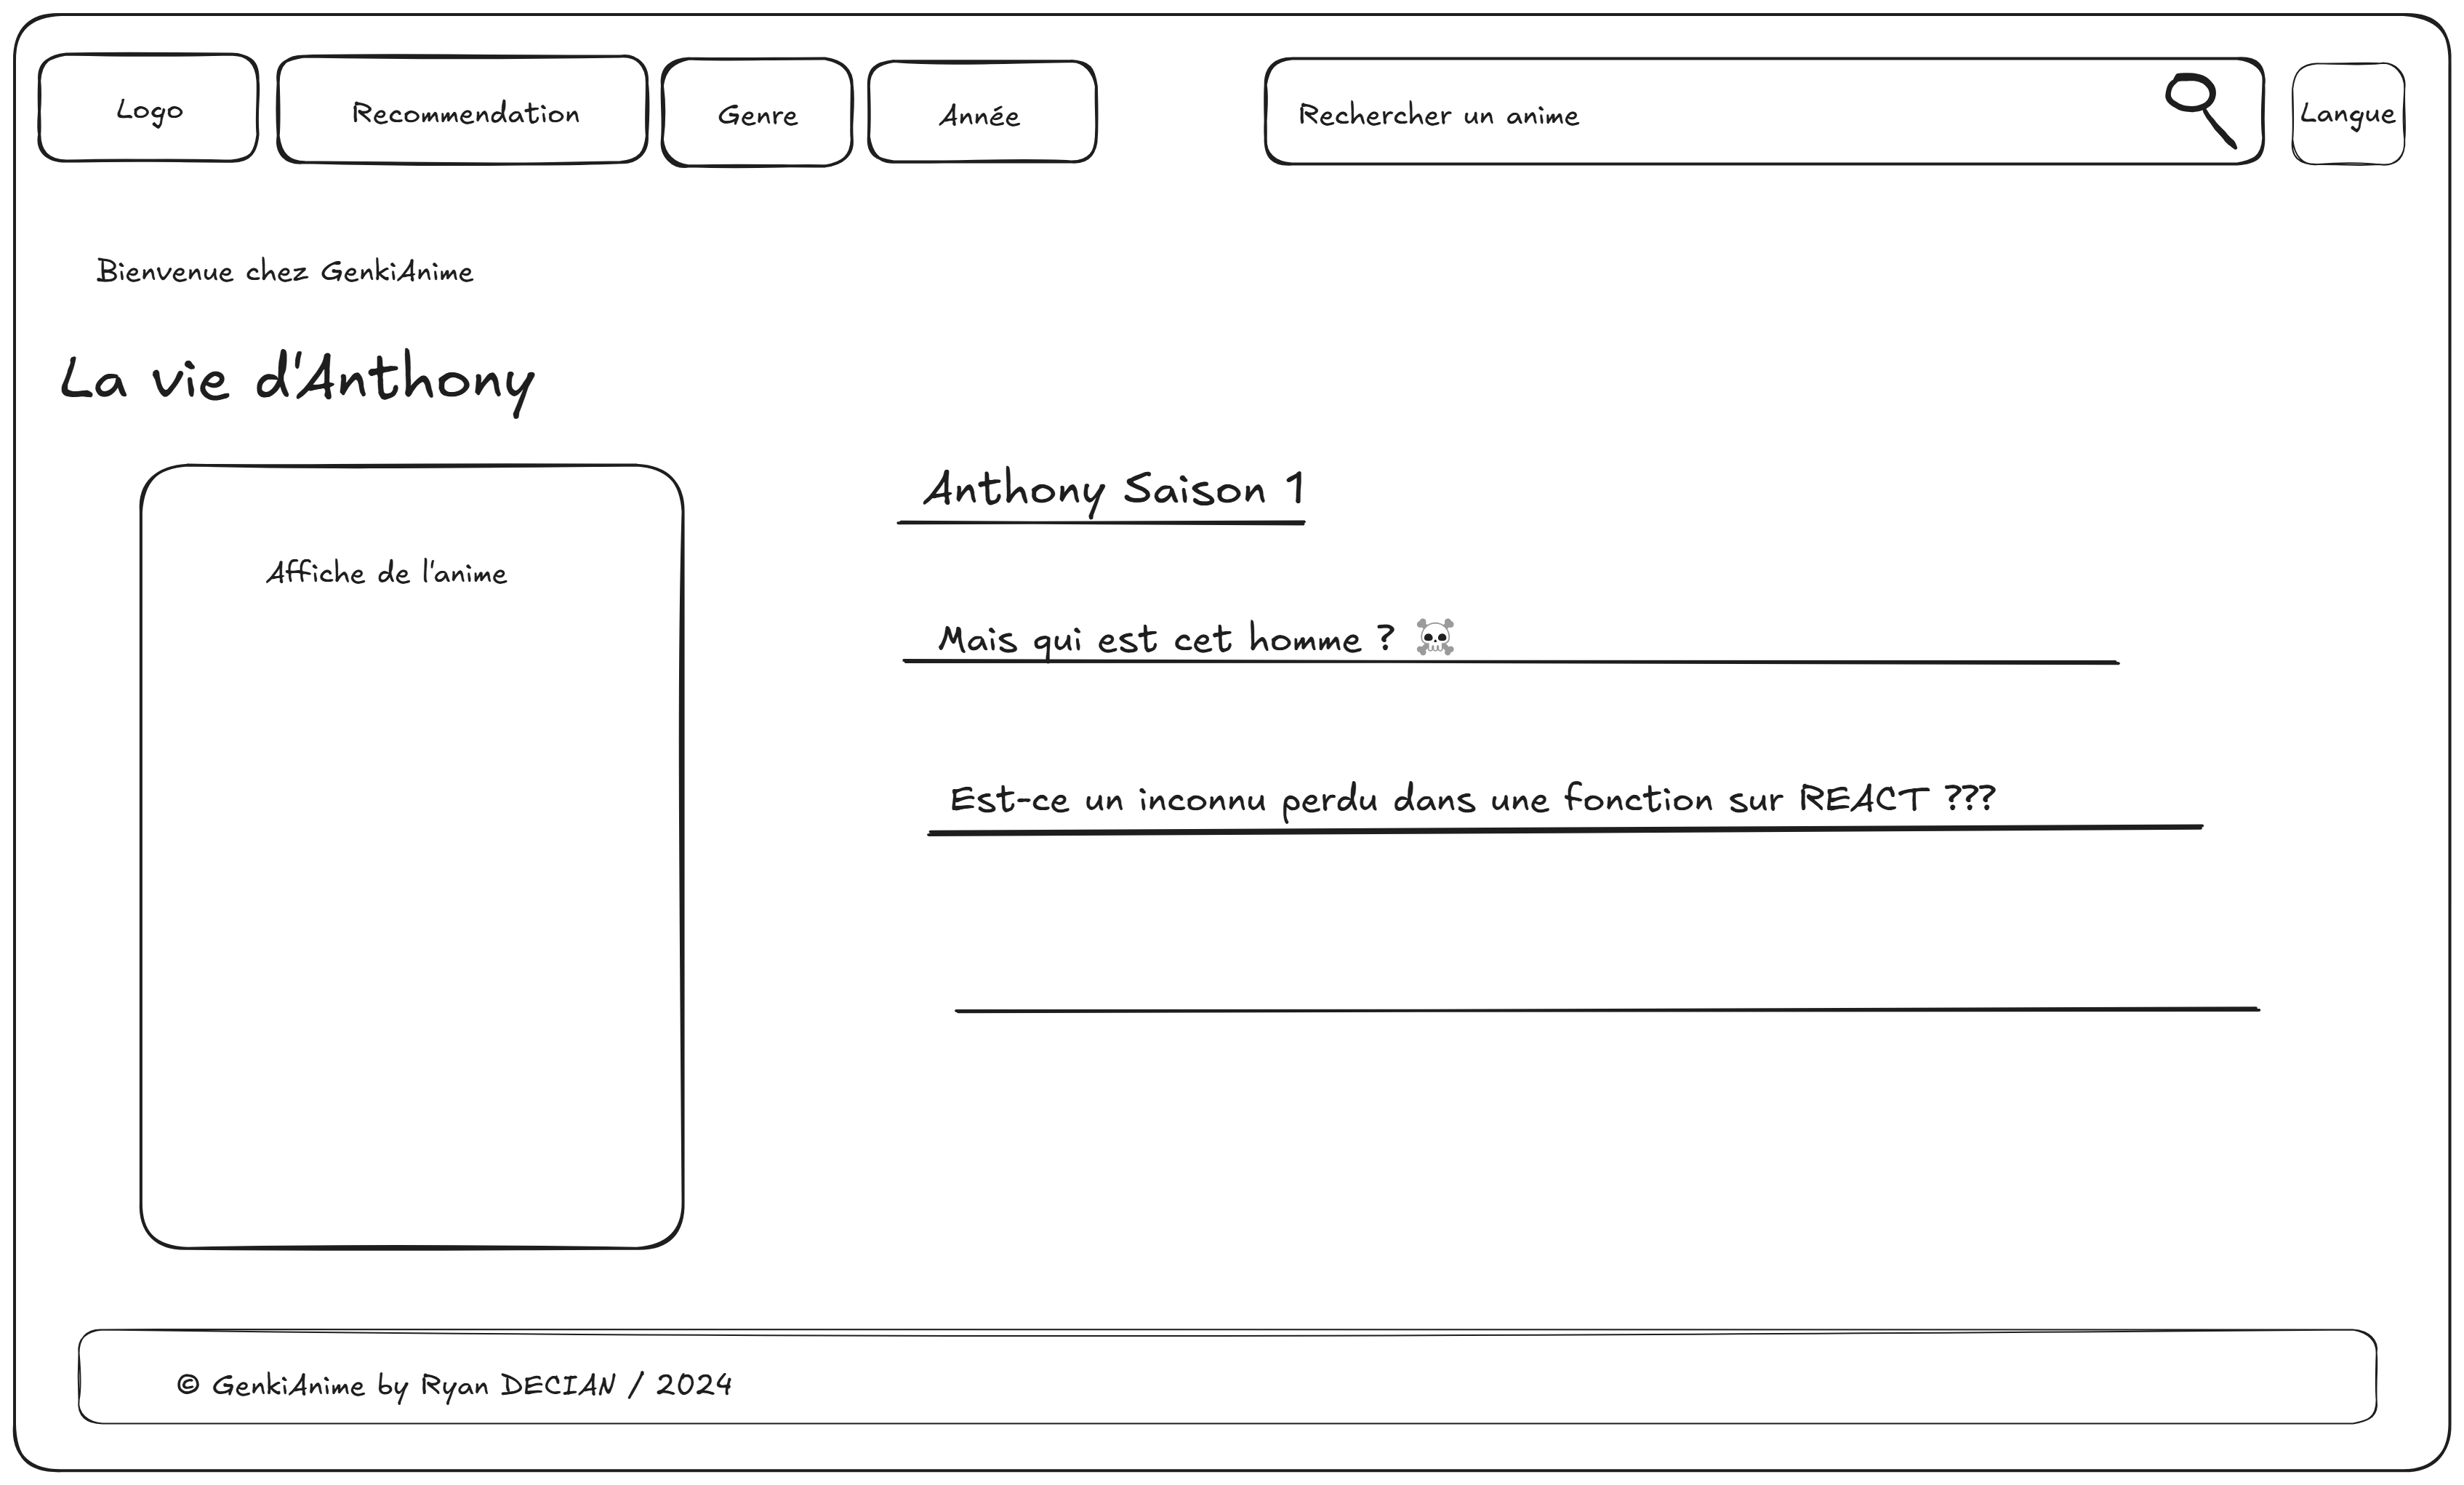 Logo
Recommendation
Genre
Année
Rechercher un anime
Langue
Bienvenue chez GenkiAnime
La vie d'Anthony
Affiche de l'anime
Anthony Saison 1
Mais qui est cet homme ? ☠️
Est-ce un inconnu perdu dans une fonction sur REACT ???
© GenkiAnime by Ryan DECIAN / 2024